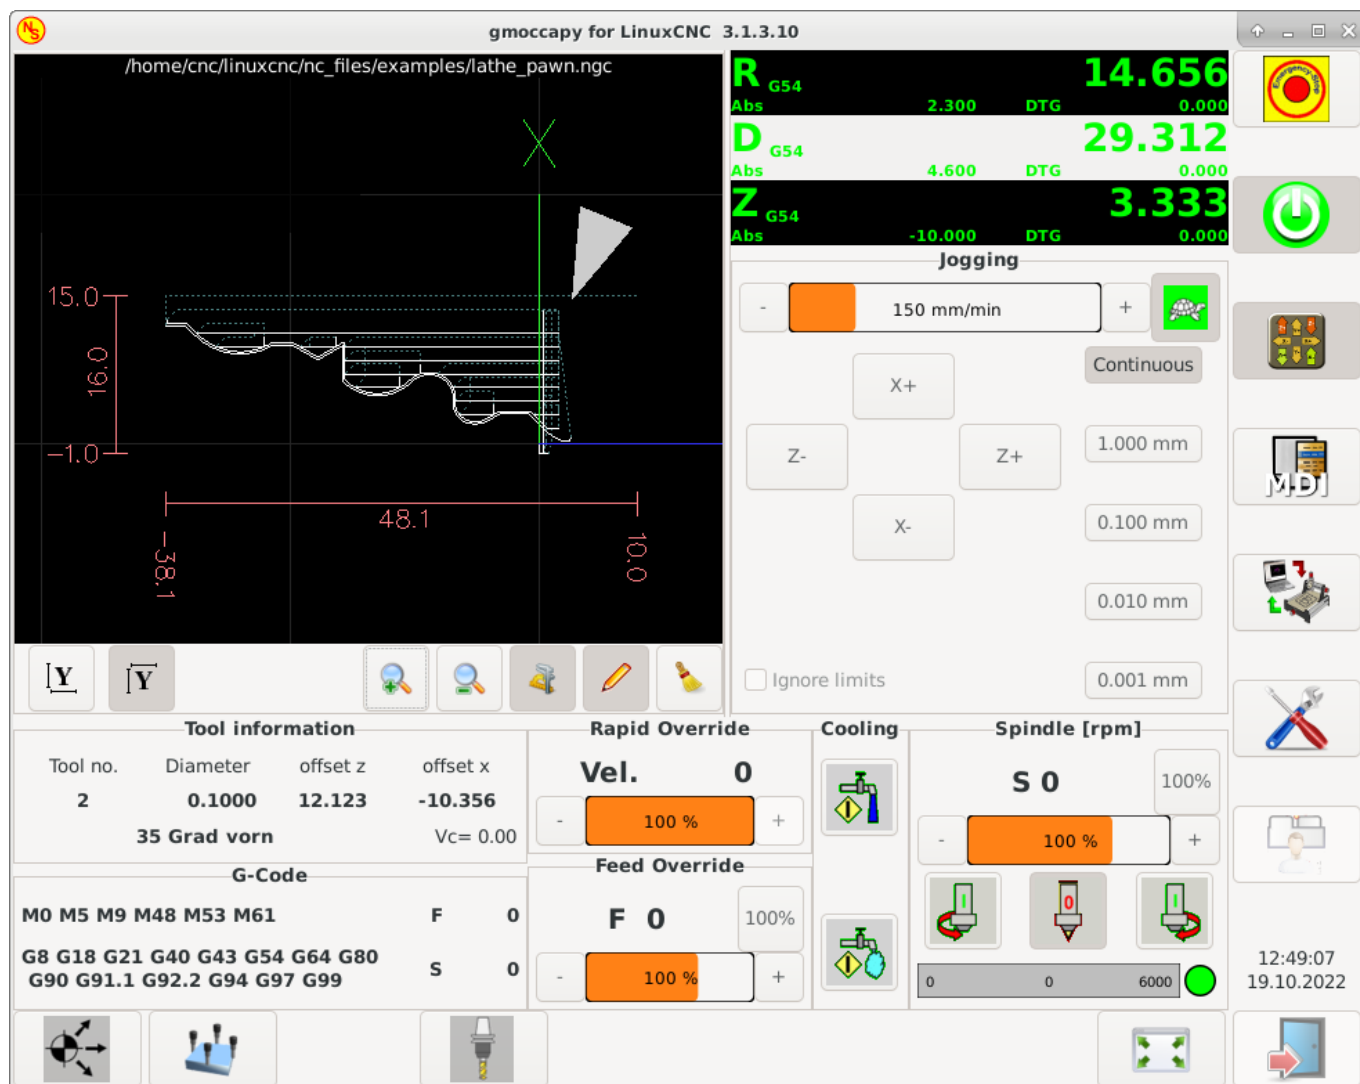 gmoccapy for LinuxCNC 3.1.3.10
/home/cnc/linuxcnc/nc_files/examples/lathe_pawn.ngc
15.0
16.0
-1.0
48.1
-38.1
10.0
Y
Y
R G54 14.656
Abs 2.300 DTG 0.000
D G54 29.312
Abs 4.600 DTG 0.000
Z G54 3.333
Abs -10.000 DTG 0.000
Jogging
- 150 mm/min +
Continuous
X+
Z- Z+
1.000 mm
X-
0.100 mm
0.010 mm
Ignore limits
0.001 mm
Emergency-Stop
MDI
Tool information
Tool no. Diameter offset z offset x
2 0.1000 12.123 -10.356
35 Grad vorn Vc= 0.00
G-Code
M0 M5 M9 M48 M53 M61 F 0
G8 G18 G21 G40 G43 G54 G64 G80
G90 G91.1 G92.2 G94 G97 G99
S 0
Rapid Override
Vel. 0
- 100 % +
Feed Override
F 0 100%
- 100 % +
Cooling
Spindle [rpm]
S 0 100%
- 100 % +
I 0 I
0 0 6000
12:49:07
19.10.2022
NS